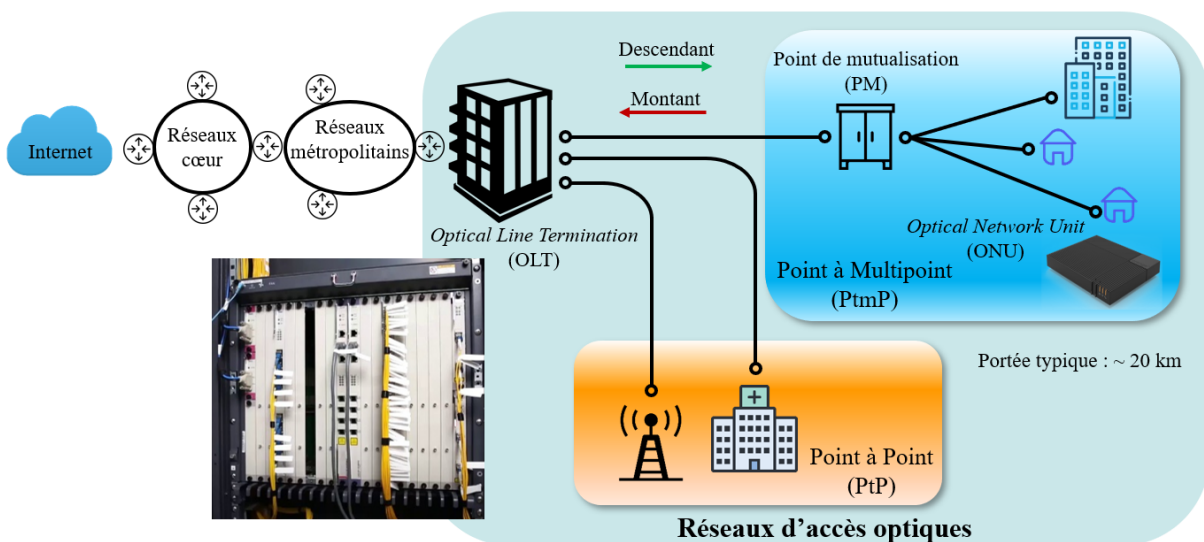 Internet
Réseaux
cœur
Réseaux
métropolitains
Descendant
Montant
Optical Line Termination
(OLT)
Point de mutualisation
(PM)
Optical Network Unit
(ONU)
Point à Multipoint
(PtmP)
Portée typique : ~ 20 km
Point à Point
(PtP)
Réseaux d’accès optiques